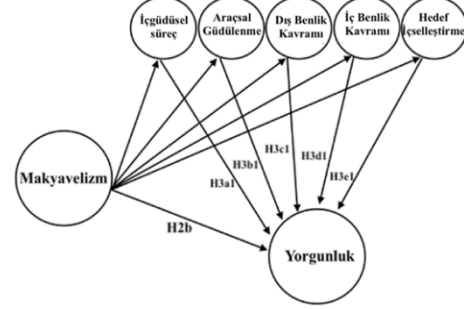 İçgüdüsel
süreç
Araçsal
Güdülenme
Dış Benlik
Kavramı
İç Benlik
Kavramı
Hedef
İçselleştirme
Makyavelizm
H3a1
H3b1
H3c1
H3d1
H3e1
H2b
Yorgunluk